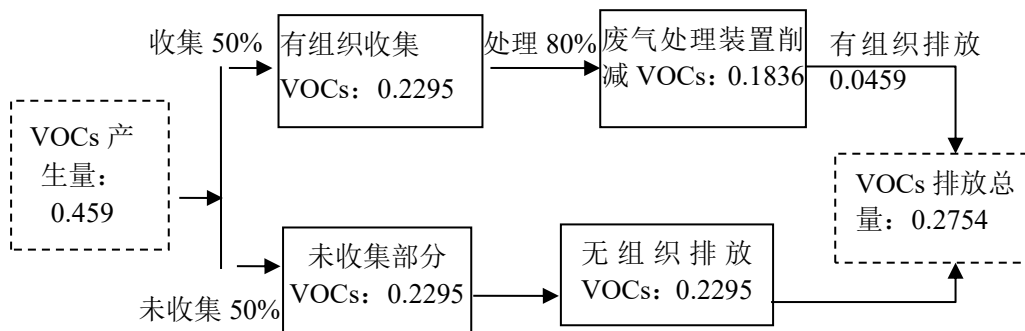 收集 50%
有组织收集
VOCs：0.2295
处理 80%
废气处理装置削
减 VOCs：0.1836
有组织排放
0.0459
VOCs 产
生量：
0.459
VOCs 排放总
量：0.2754
未收集 50%
未收集部分
VOCs：0.2295
无组织排放
VOCs：0.2295